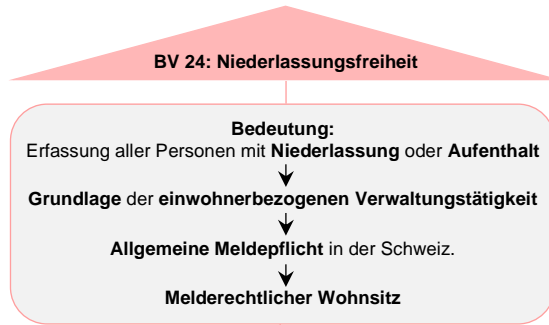 BV 24: Niederlassungsfreiheit
Bedeutung:
Erfassung aller Personen mit Niederlassung oder Aufenthalt
Grundlage der einwohnerbezogenen Verwaltungstätigkeit
Allgemeine Meldepflicht in der Schweiz.
Melderechtlicher Wohnsitz